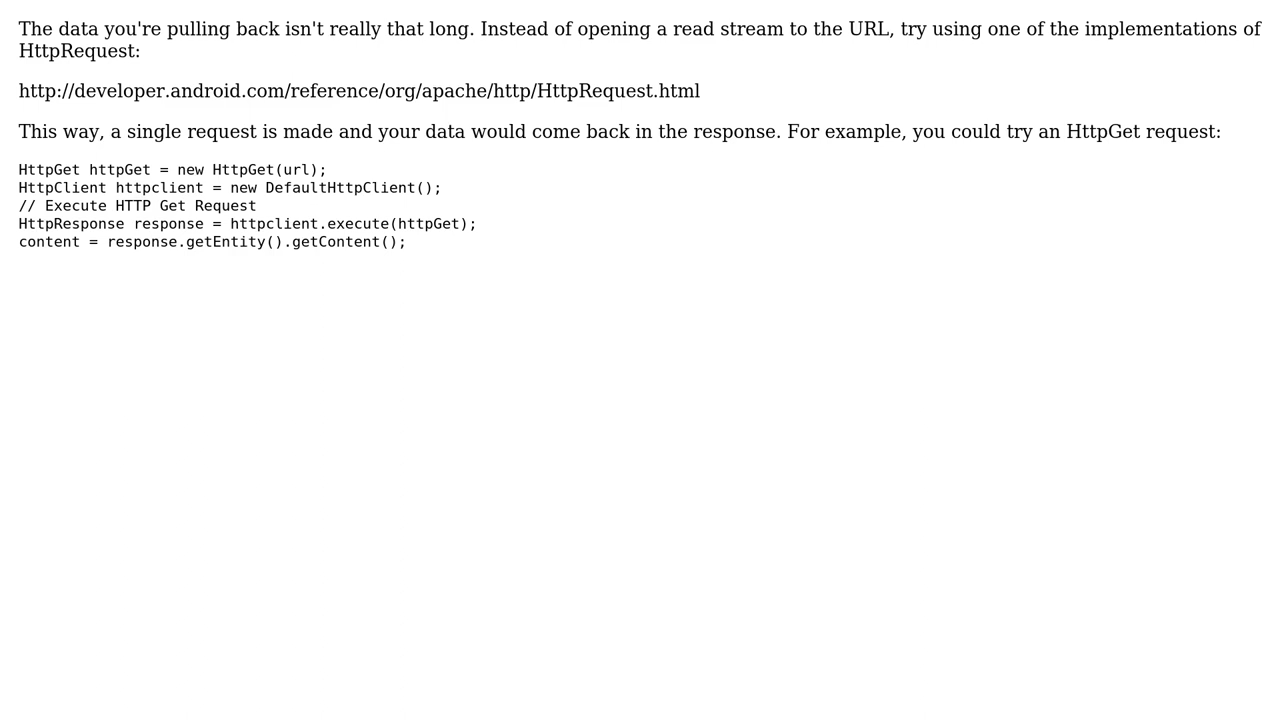 The data you're pulling back isn't really that long. Instead of opening a read stream to the URL, try using one of the implementations of
HttpRequest:
http://developer.android.com/reference/org/apache/http/HttpRequest.html
This way, a single request is made and your data would come back in the response. For example, you could try an HttpGet request:
HttpGet httpGet = new HttpGet(url);
HttpClient httpclient = new DefaultHttpClient();
// Execute HTTP Get Request
HttpResponse response = httpclient.execute(httpGet);
content = response.getEntity().getContent();